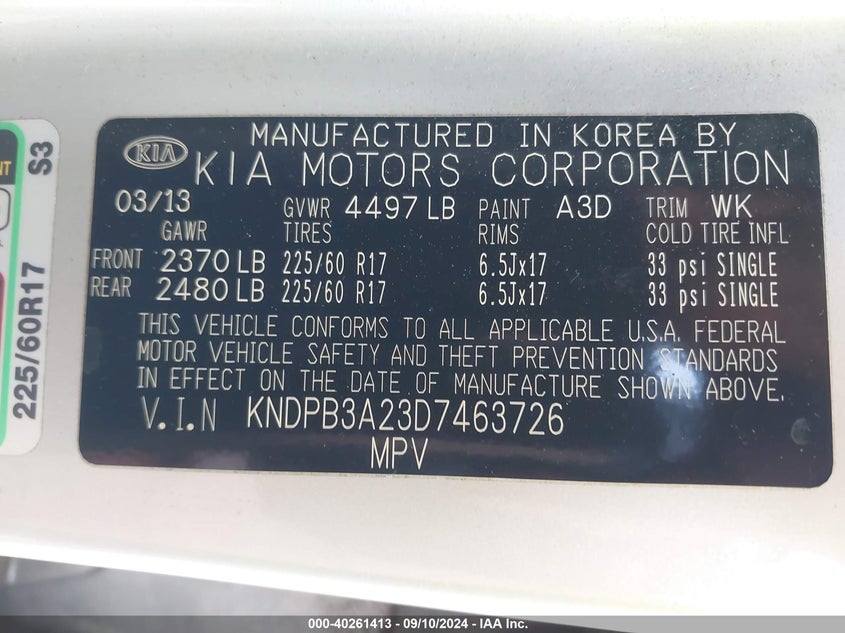 MANUFACTURED IN KOREA BY
KIA KIA MOTORS CORPORATION
03/13 GVWR 4497 LB PAINT A3D TRIM WK
GAWR TIRES RIMS COLD TIRE INFL
FRONT 2370 LB 225/60 R17 6.5Jx17 33 psi SINGLE
REAR 2480 LB 225/60 R17 6.5Jx17 33 psi SINGLE
THIS VEHICLE CONFORMS TO ALL APPLICABLE U.S.A. FEDERAL
MOTOR VEHICLE SAFETY AND THEFT PREVENTION STANDARDS
IN EFFECT ON THE DATE OF MANUFACTURE SHOWN ABOVE.
V.I.N KNDPB3A23D7463726
MPV
S3
225/60R17
000-40261413 - 09/10/2024 - IAA Inc.